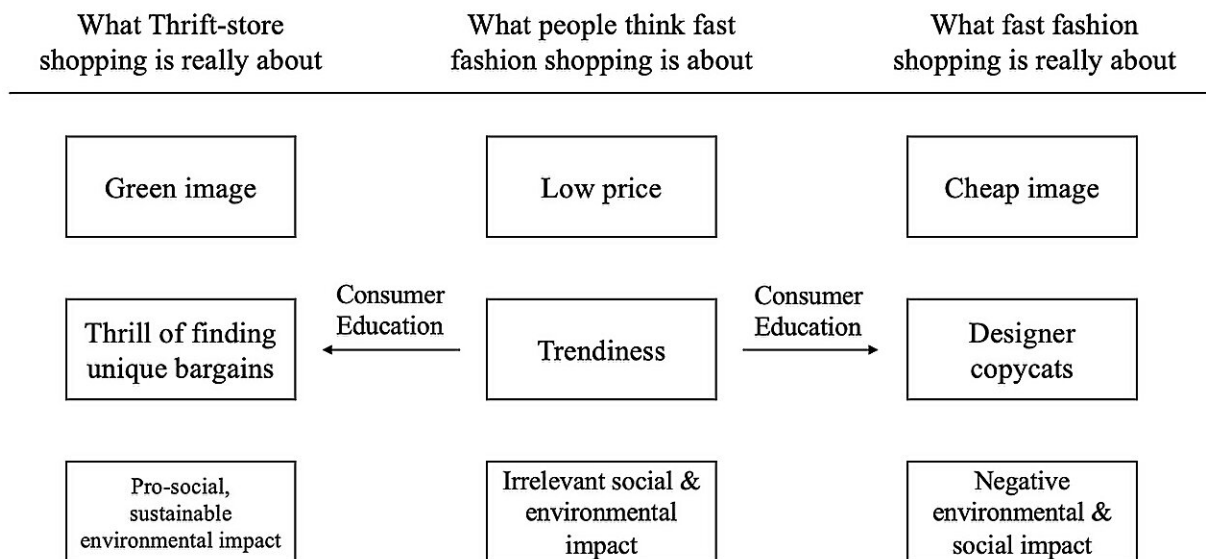 What Thrift-store
shopping is really about
What people think fast
fashion shopping is about
What fast fashion
shopping is really about
Green image
Low price
Cheap image
Thrill of finding
unique bargains
Consumer
Education
Trendiness
Consumer
Education
Designer
copycats
Pro-social,
sustainable
environmental impact
Irrelevant social &
environmental
impact
Negative
environmental &
social impact